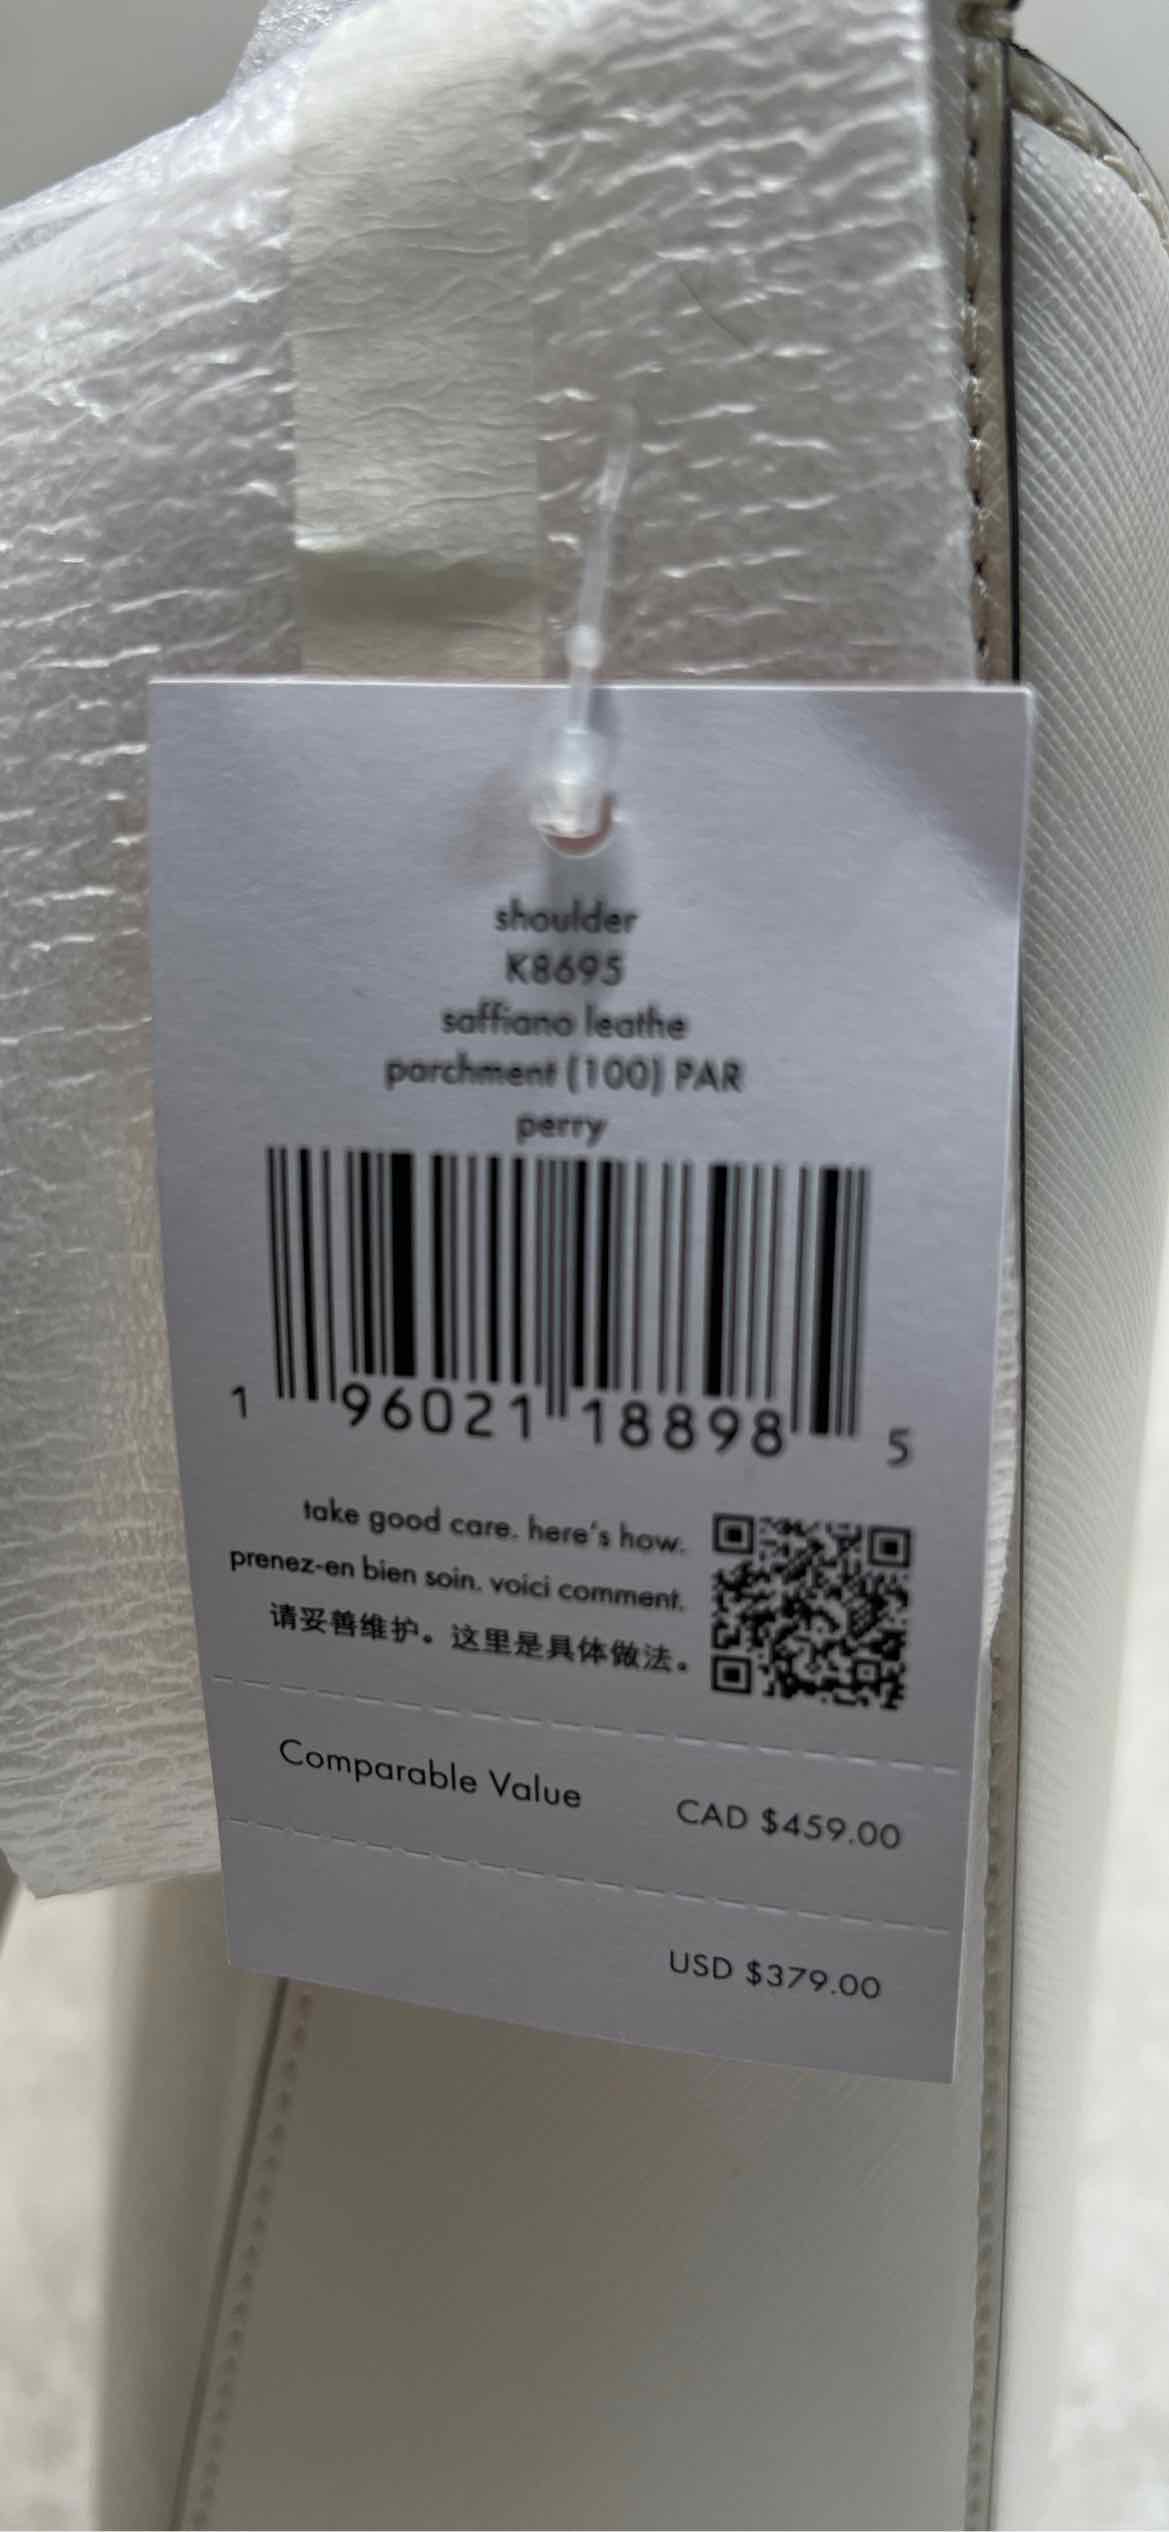 shoulder
K8695
saffiano leathe
parchment (100) PAR
perry
1 96021 18898 5
take good care. here's how.
prenez-en bien soin. voici comment.
请妥善维护。这里是具体做法。
Comparable Value CAD $459.00
USD $379.00